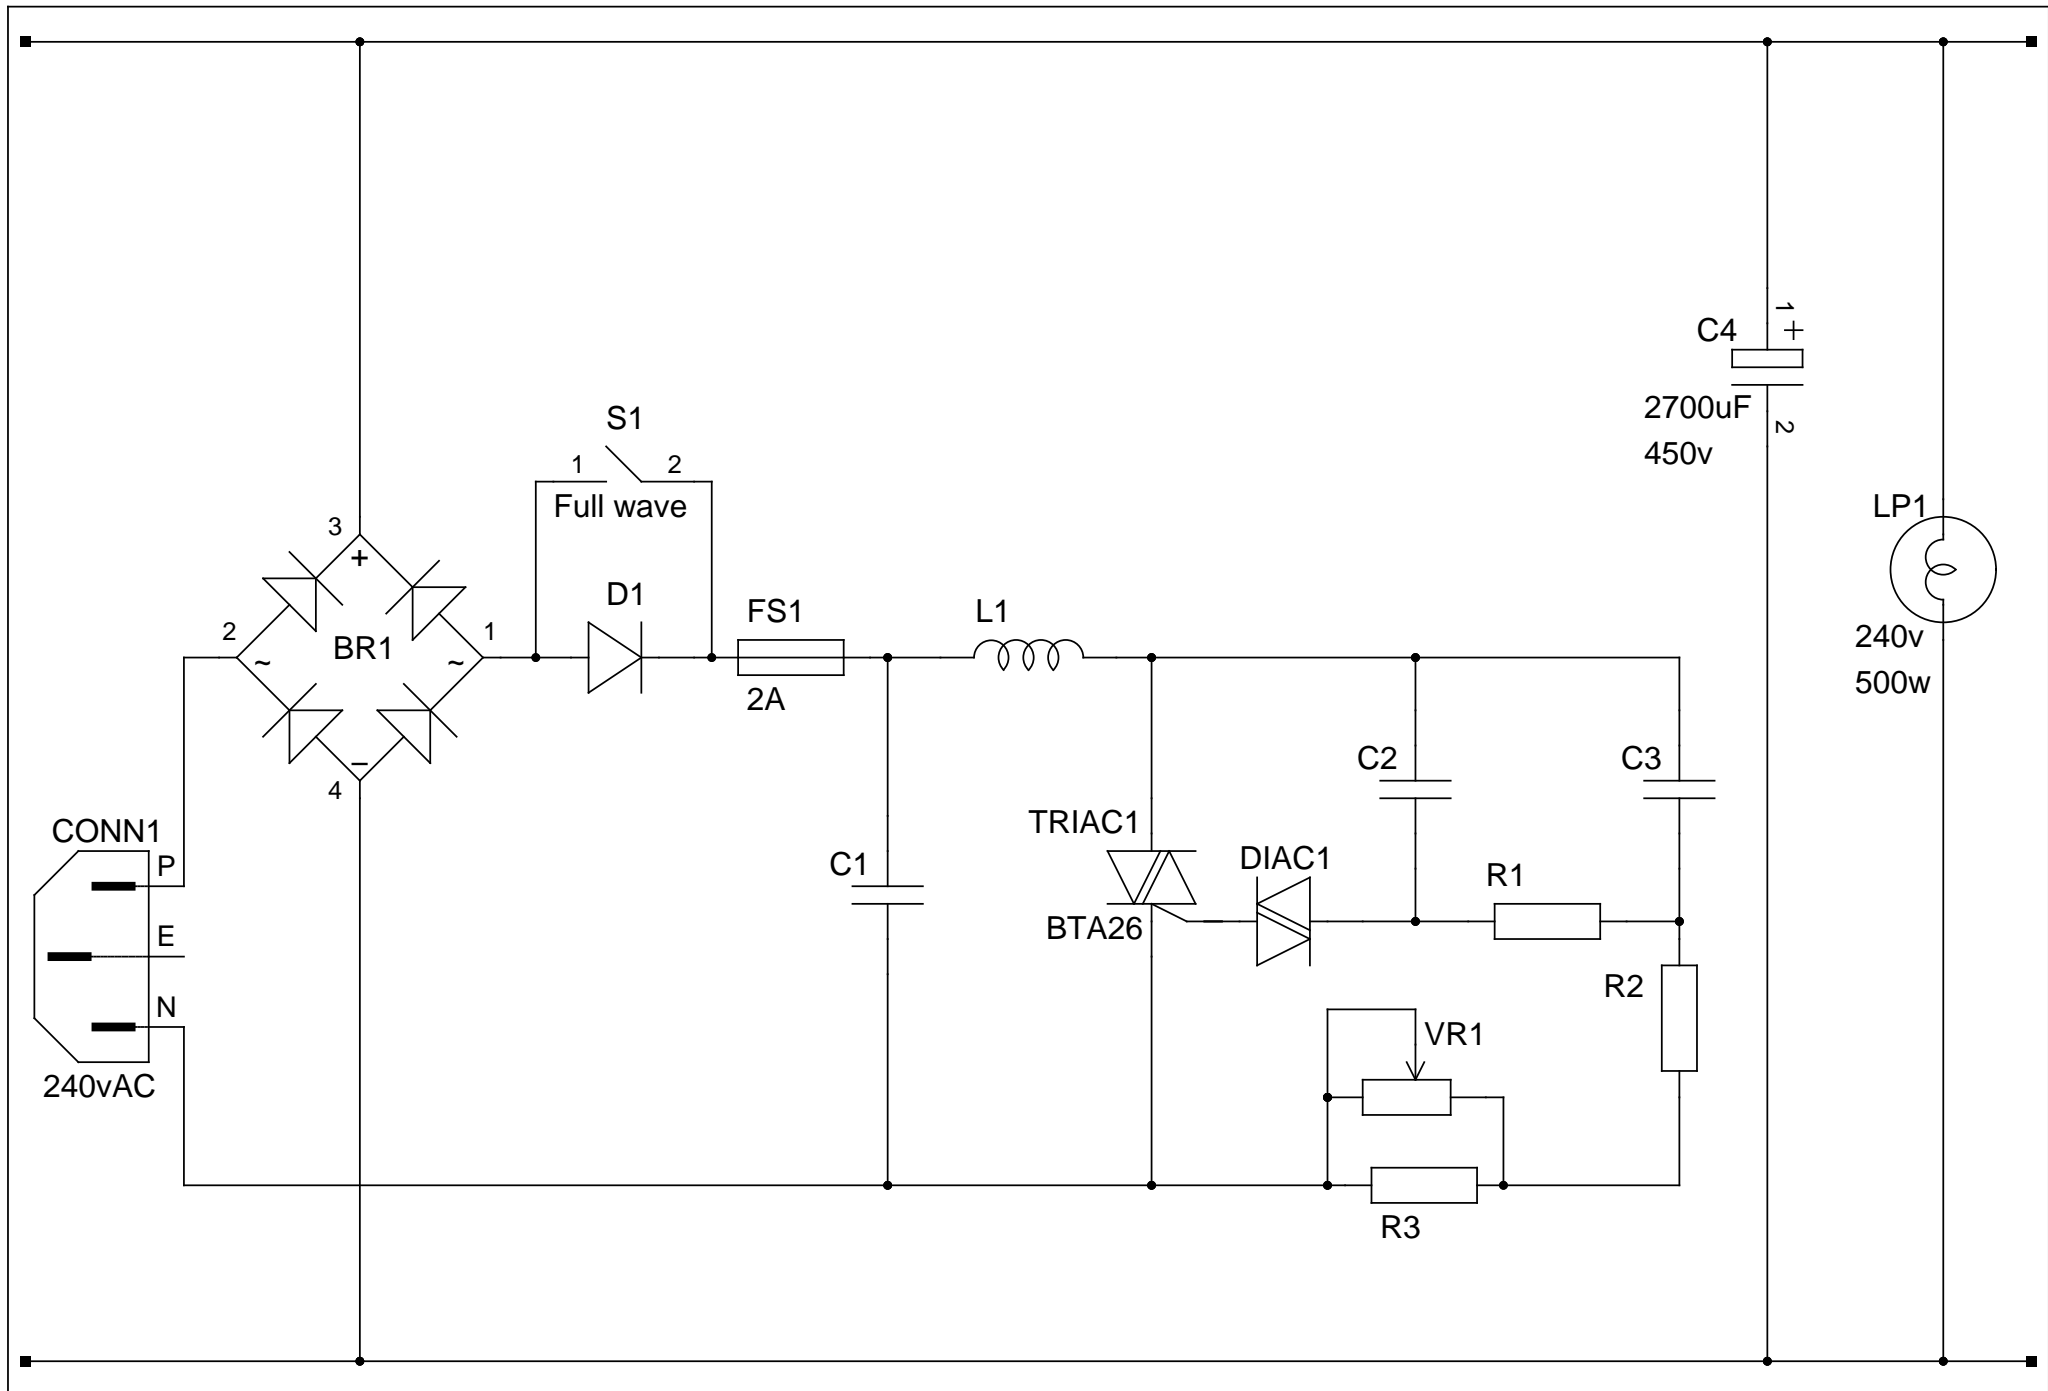 S1
1
2
Full wave
1
+
C4
2700uF
2
450v
LP1
240v
500w
3
+
2
BR1
1
~
~
−
4
D1
FS1
2A
L1
CONN1
P
E
N
240vAC
C1
TRIAC1
BTA26
DIAC1
C2
C3
R1
R2
VR1
R3